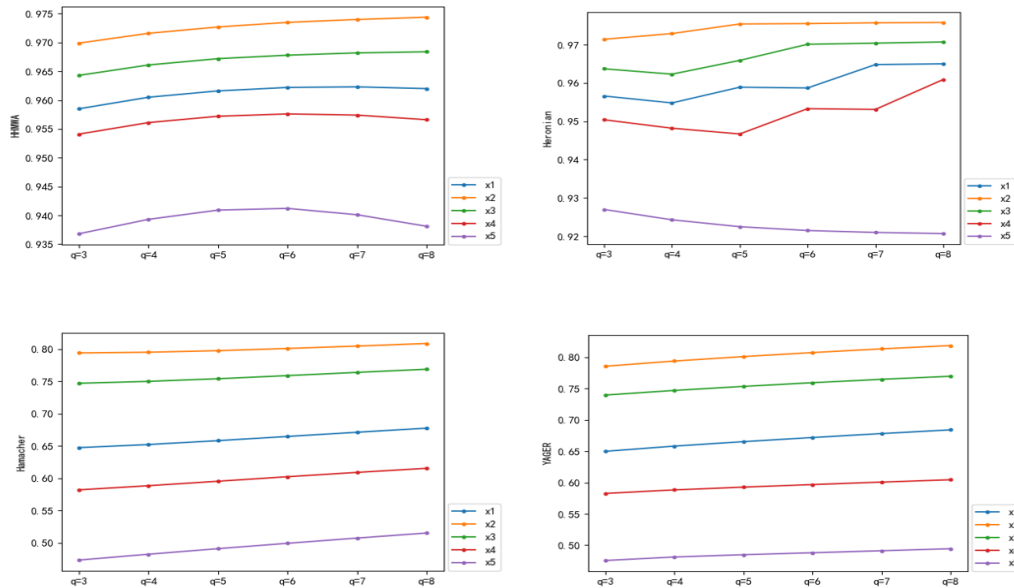 0.975
0.970
0.965
0.960
0.955
0.950
0.945
0.940
0.935
HHMWA
q=3 q=4 q=5 q=6 q=7 q=8
x1
x2
x3
x4
x5
0.97
0.96
0.95
0.94
0.93
0.92
Heronian
q=3 q=4 q=5 q=6 q=7 q=8
x1
x2
x3
x4
x5
0.80
0.75
0.70
0.65
0.60
0.55
0.50
Hamacher
q=3 q=4 q=5 q=6 q=7 q=8
x1
x2
x3
x4
x5
0.80
0.75
0.70
0.65
0.60
0.55
0.50
YAGER
q=3 q=4 q=5 q=6 q=7 q=8
x
x
x
x
x